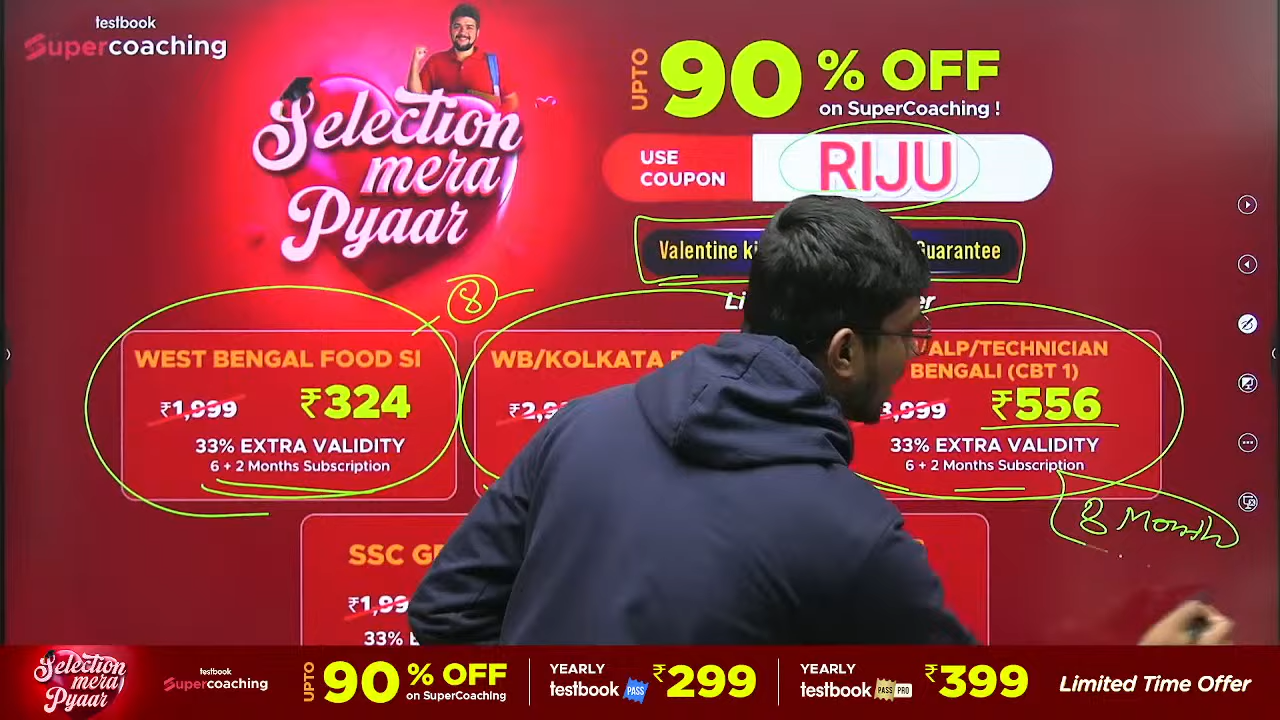 testbook
Supercoaching
Selection
mera
Pyaar
UPTO
90 % OFF
on SuperCoaching !
USE
COUPON
RIJU
Valentine
Guarantee
8
WEST BENGAL FOOD SI
₹1,999 ₹324
33% EXTRA VALIDITY
6 + 2 Months Subscription
WB/KOLKATA
/ALP/TECHNICIAN
BENGALI (CBT 1)
3,999 ₹556
33% EXTRA VALIDITY
6 + 2 Months Subscription
8 Month
SSC
33%
Selection
mera
Pyaar
testbook
Supercoaching
UPTO
90 % OFF
on SuperCoaching
YEARLY
testbook PASS
₹299
YEARLY
testbook PASS PRO
₹399
Limited Time Offer